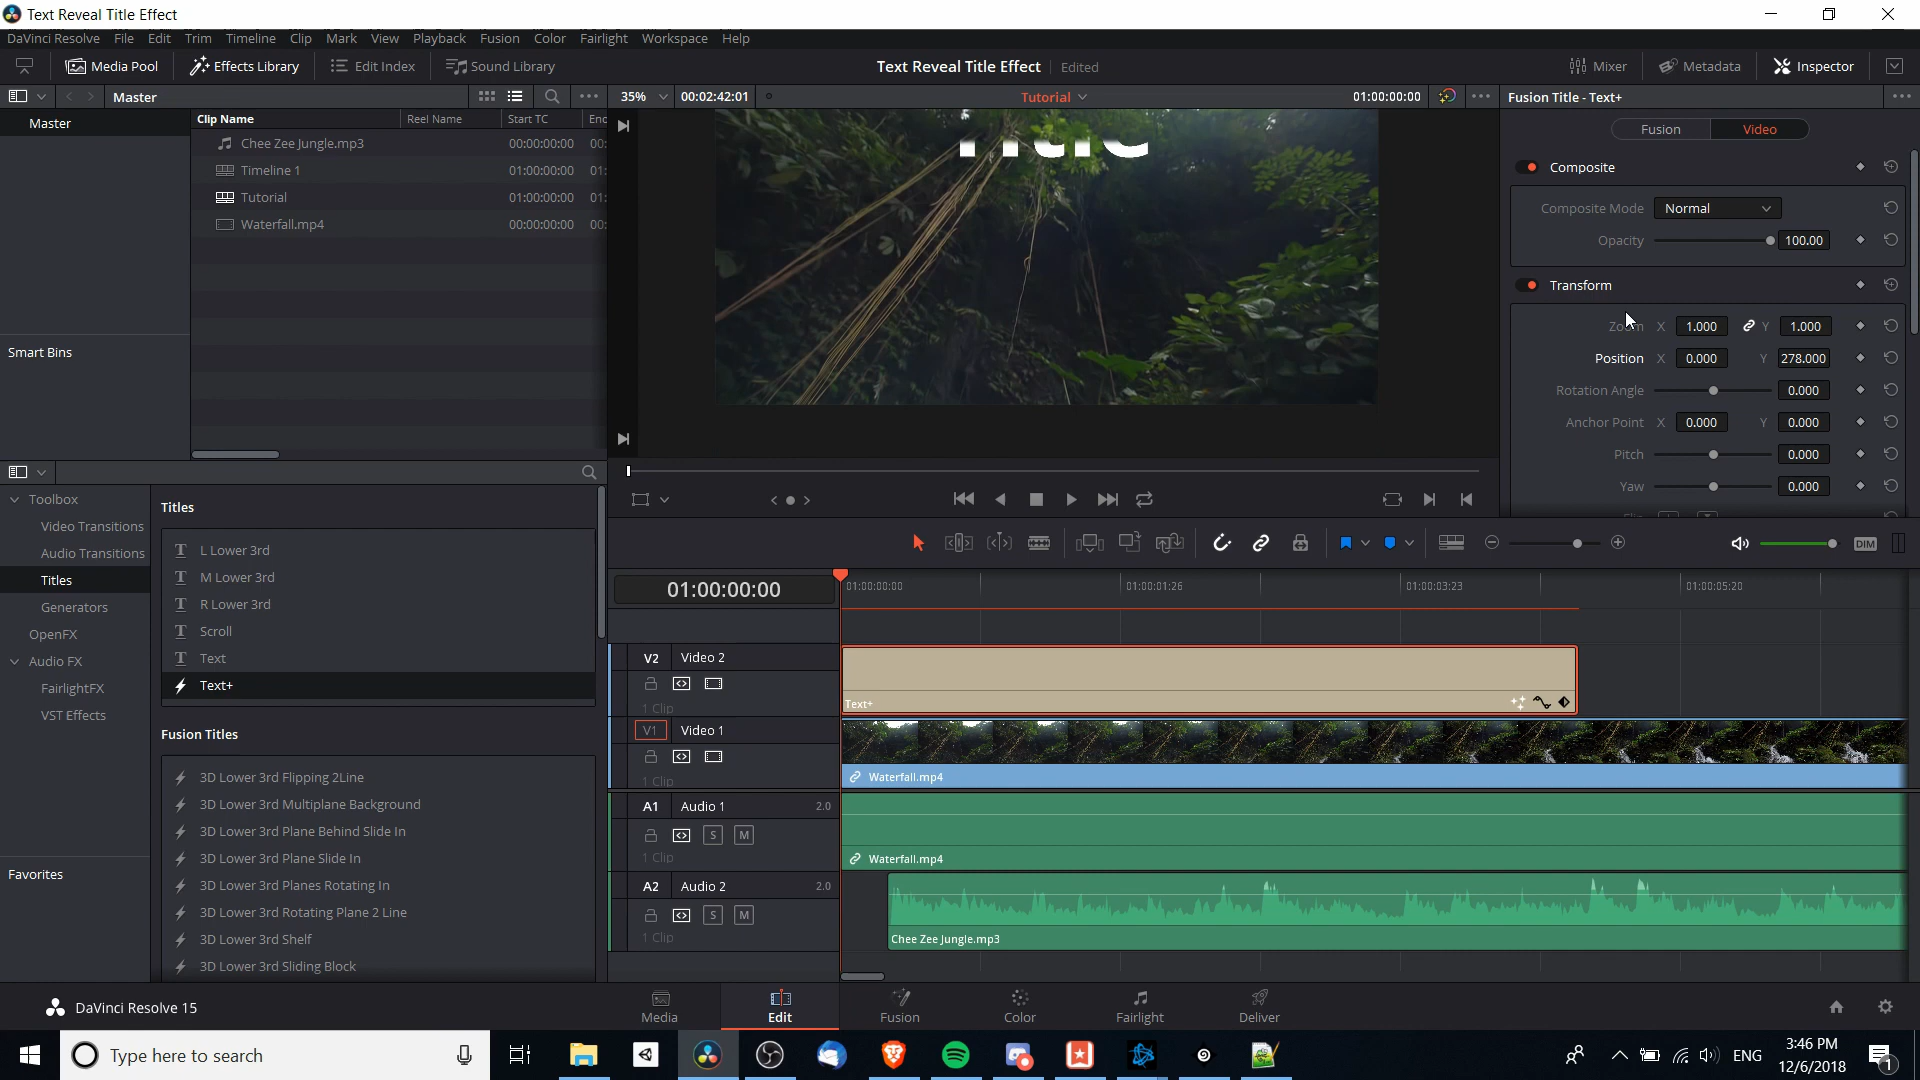 Text Reveal Title Effect
DaVinci Resolve File Edit Trim Timeline Clip Mark View Playback Fusion Color Fairlight Workspace Help
Media Pool Effects Library Edit Index Sound Library Text Reveal Title Effect Edited Mixer Metadata Inspector
Master 35% 00:02:42:01 Tutorial 01:00:00:00 Fusion Title - Text+
Master Clip Name Reel Name Start TC
Fusion Video
Chee Zee Jungle.mp3 00:00:00:00 00:
Timeline 1 01:00:00:00 01:
Tutorial 01:00:00:00 01:
Waterfall.mp4 00:00:00:00 00:
Composite
Composite Mode Normal
Opacity 100.00
Transform
Zoom X 1.000 Y 1.000
Position X 0.000 Y 278.000
Rotation Angle 0.000
Anchor Point X 0.000 Y 0.000
Pitch 0.000
Yaw 0.000
Smart Bins
Toolbox
Video Transitions
Audio Transitions
Titles
Generators
OpenFX
Audio FX
FairlightFX
VST Effects
Favorites
Titles
L Lower 3rd
M Lower 3rd
R Lower 3rd
Scroll
Text
Text+
Fusion Titles
3D Lower 3rd Flipping 2Line
3D Lower 3rd Multiplane Background
3D Lower 3rd Plane Behind Slide In
3D Lower 3rd Plane Slide In
3D Lower 3rd Planes Rotating In
3D Lower 3rd Rotating Plane 2 Line
3D Lower 3rd Shelf
3D Lower 3rd Sliding Block
DIM
01:00:00:00 01:00:00:00 01:00:01:26 01:00:03:23 01:00:05:20
V2 Video 2
1 Clip
Text+
V1 Video 1
1 Clip
Waterfall.mp4
A1 Audio 1 2.0
S M
1 Clip
Waterfall.mp4
A2 Audio 2 2.0
S M
1 Clip
Chee Zee Jungle.mp3
DaVinci Resolve 15 Media Edit Fusion Color Fairlight Deliver
Type here to search ENG 3:46 PM
12/6/2018 1